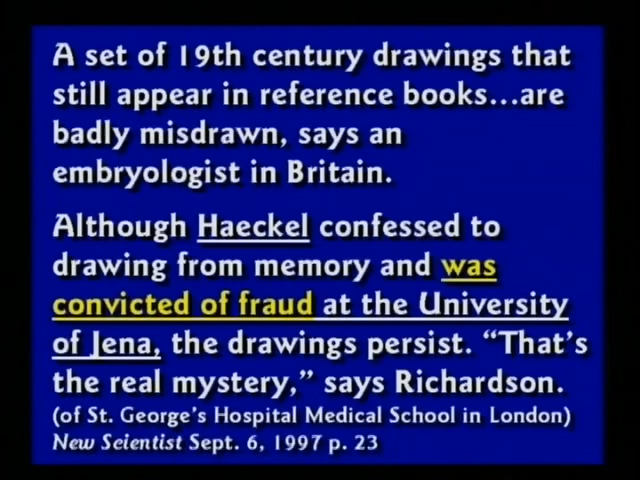 A set of 19th century drawings that
still appear in reference books...are
badly misdrawn, says an
embryologist in Britain.
Although Haeckel confessed to
drawing from memory and was
convicted of fraud at the University
of Jena, the drawings persist. “That’s
the real mystery,” says Richardson.
(of St. George’s Hospital Medical School in London)
New Scientist Sept. 6, 1997 p. 23